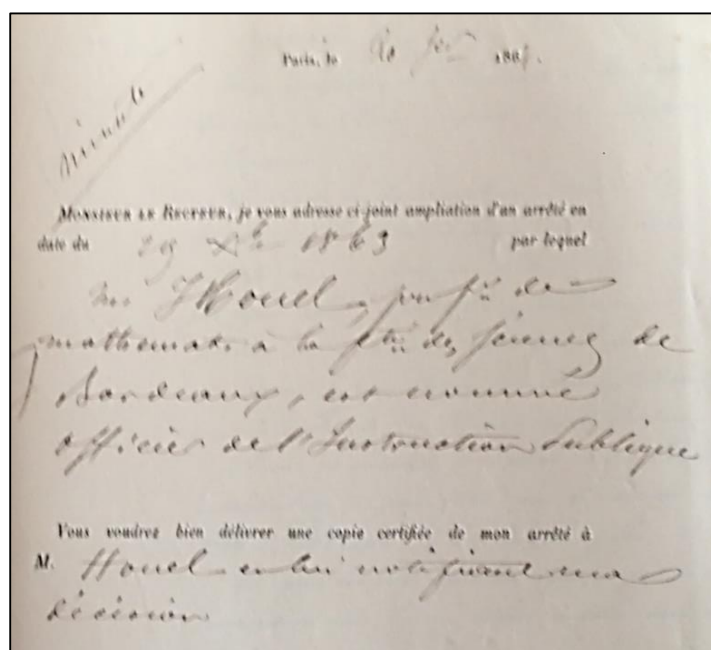 Paris, le 20 186
minute
MONSIEUR LE RECTEUR, je vous adresse ci-joint ampliation d'un arrêté en
date du 29 Xbre 1863 par lequel
Mr Houel, profr de
mathémat. à la fté des sciences de
Bordeaux, est nommé
officier de l'Instruction Publique
Vous voudrez bien délivrer une copie certifiée de mon arrêté à
M. Houel en lui notifiant ma
décision